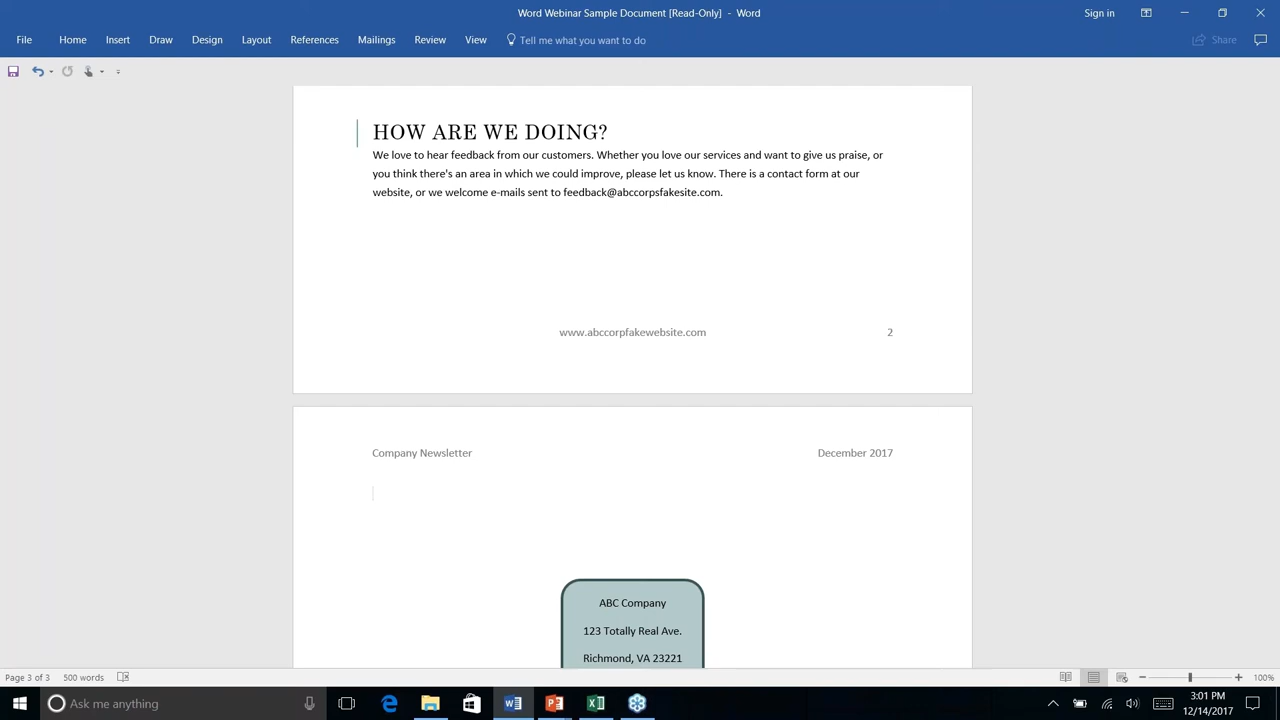 Word Webinar Sample Document [Read-Only] - Word
Sign in
File Home Insert Draw Design Layout References Mailings Review View Tell me what you want to do Share
HOW ARE WE DOING?
We love to hear feedback from our customers. Whether you love our services and want to give us praise, or
you think there's an area in which we could improve, please let us know. There is a contact form at our
website, or we welcome e-mails sent to feedback@abccorpsfakesite.com.
www.abccorpfakewebsite.com 2
Company Newsletter December 2017
ABC Company
123 Totally Real Ave.
Richmond, VA 23221
Page 3 of 3 500 words 100%
Ask me anything
3:01 PM
12/14/2017